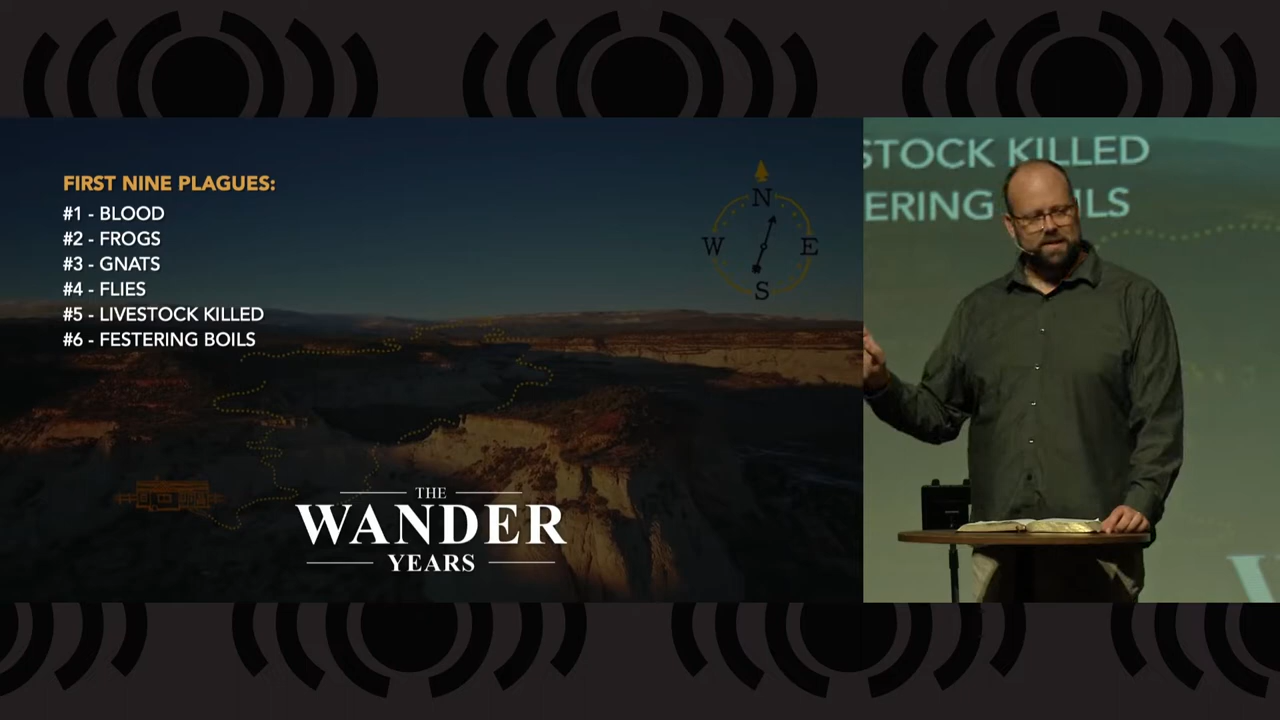 FIRST NINE PLAGUES:
#1 - BLOOD
#2 - FROGS
#3 - GNATS
#4 - FLIES
#5 - LIVESTOCK KILLED
#6 - FESTERING BOILS
N
W E
S
THE
WANDER
YEARS
STOCK KILLED
ERING BOILS